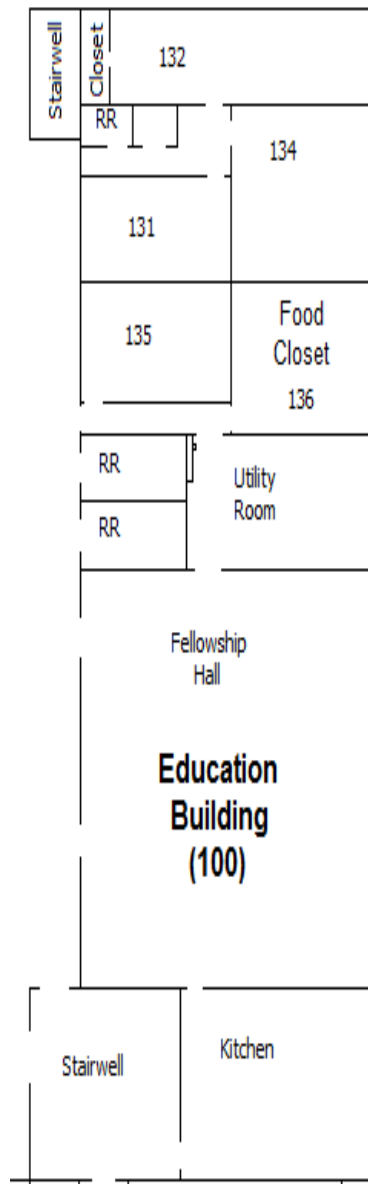 Stairwell
Closet
132
RR
134
131
135
Food
Closet
136
RR
Utility
Room
RR
Fellowship
Hall
Education
Building
(100)
Stairwell
Kitchen